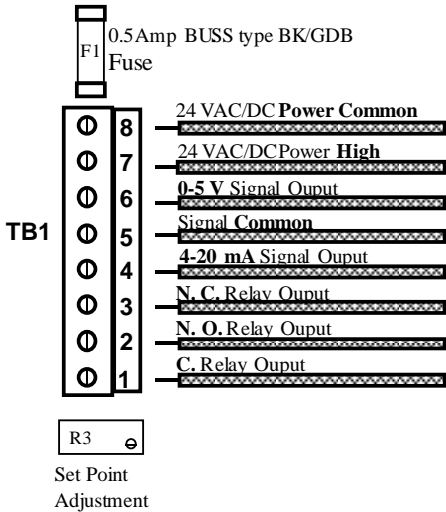 F1
0.5Amp BUSS type BK/GDB
Fuse
TB1
8 24 VAC/DC Power Common
7 24 VAC/DCPower High
6 0-5 V Signal Ouput
5 Signal Common
4 4-20 mA Signal Ouput
3 N. C. Relay Ouput
2 N. O. Relay Ouput
1 C. Relay Ouput
R3
Set Point
Adjustment